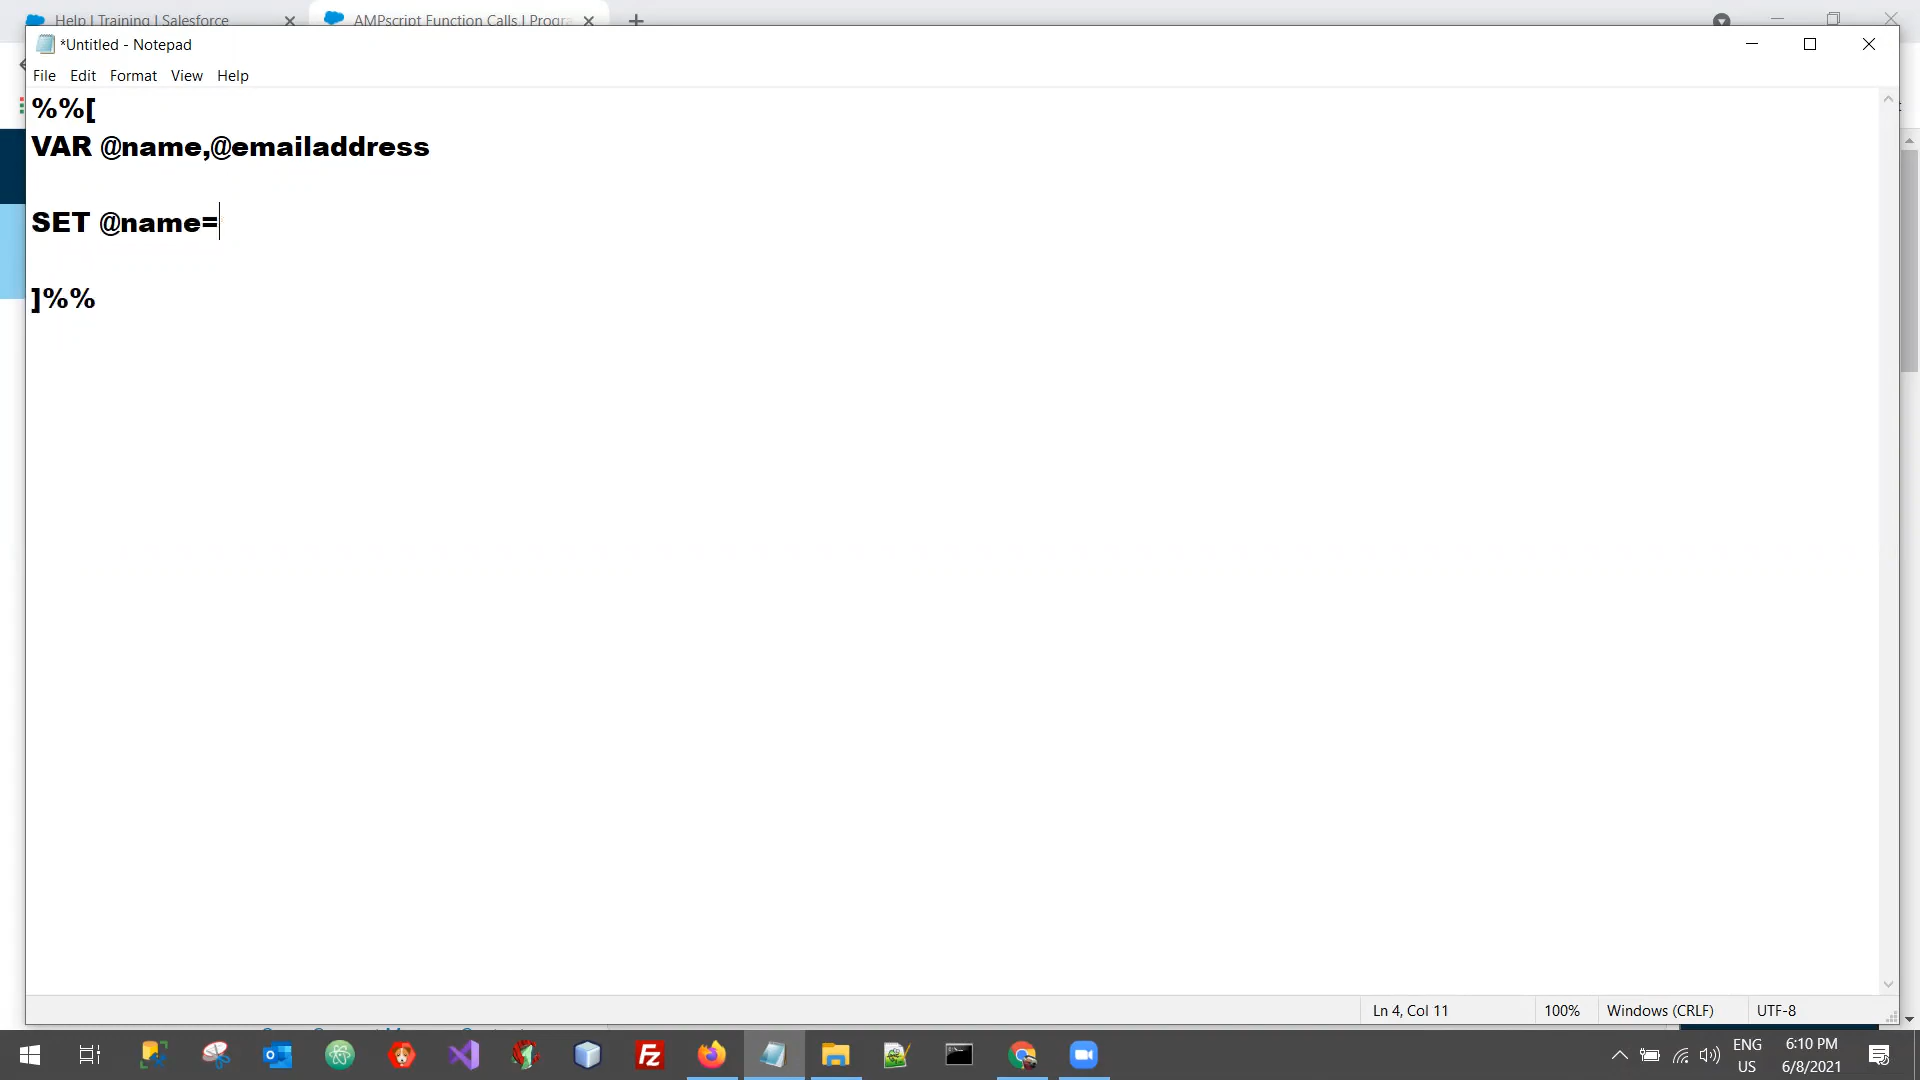 Help | Training | Salesforce
AMPscript Function Calls | Progra
*Untitled - Notepad
File Edit Format View Help
%%[
VAR @name,@emailaddress
SET @name=
]%%
Ln 4, Col 11
100%
Windows (CRLF)
UTF-8
ENG
US
6:10 PM
6/8/2021